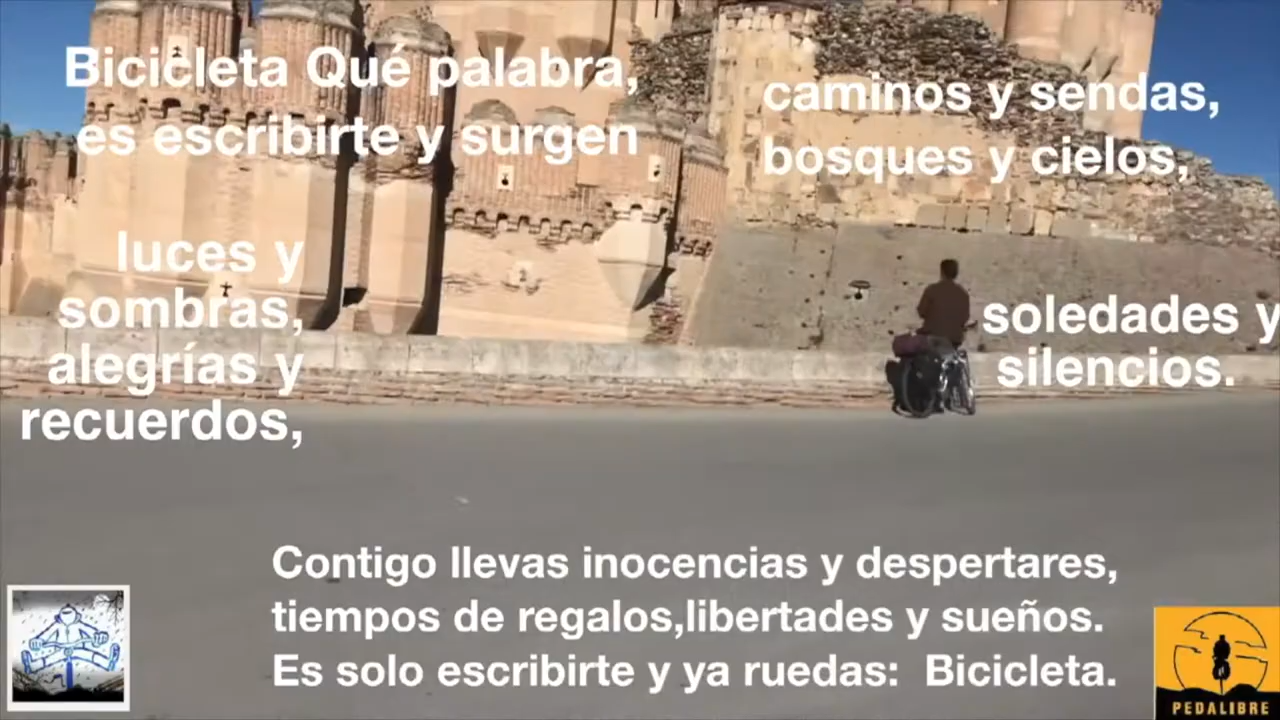 Bicicleta Qué palabra,
es escribirte y surgen
caminos y sendas,
bosques y cielos,
luces y
sombras,
alegrías y
recuerdos,
soledades y
silencios.
Contigo llevas inocencias y despertares,
tiempos de regalos,libertades y sueños.
Es solo escribirte y ya ruedas: Bicicleta.
PEDALIBRE